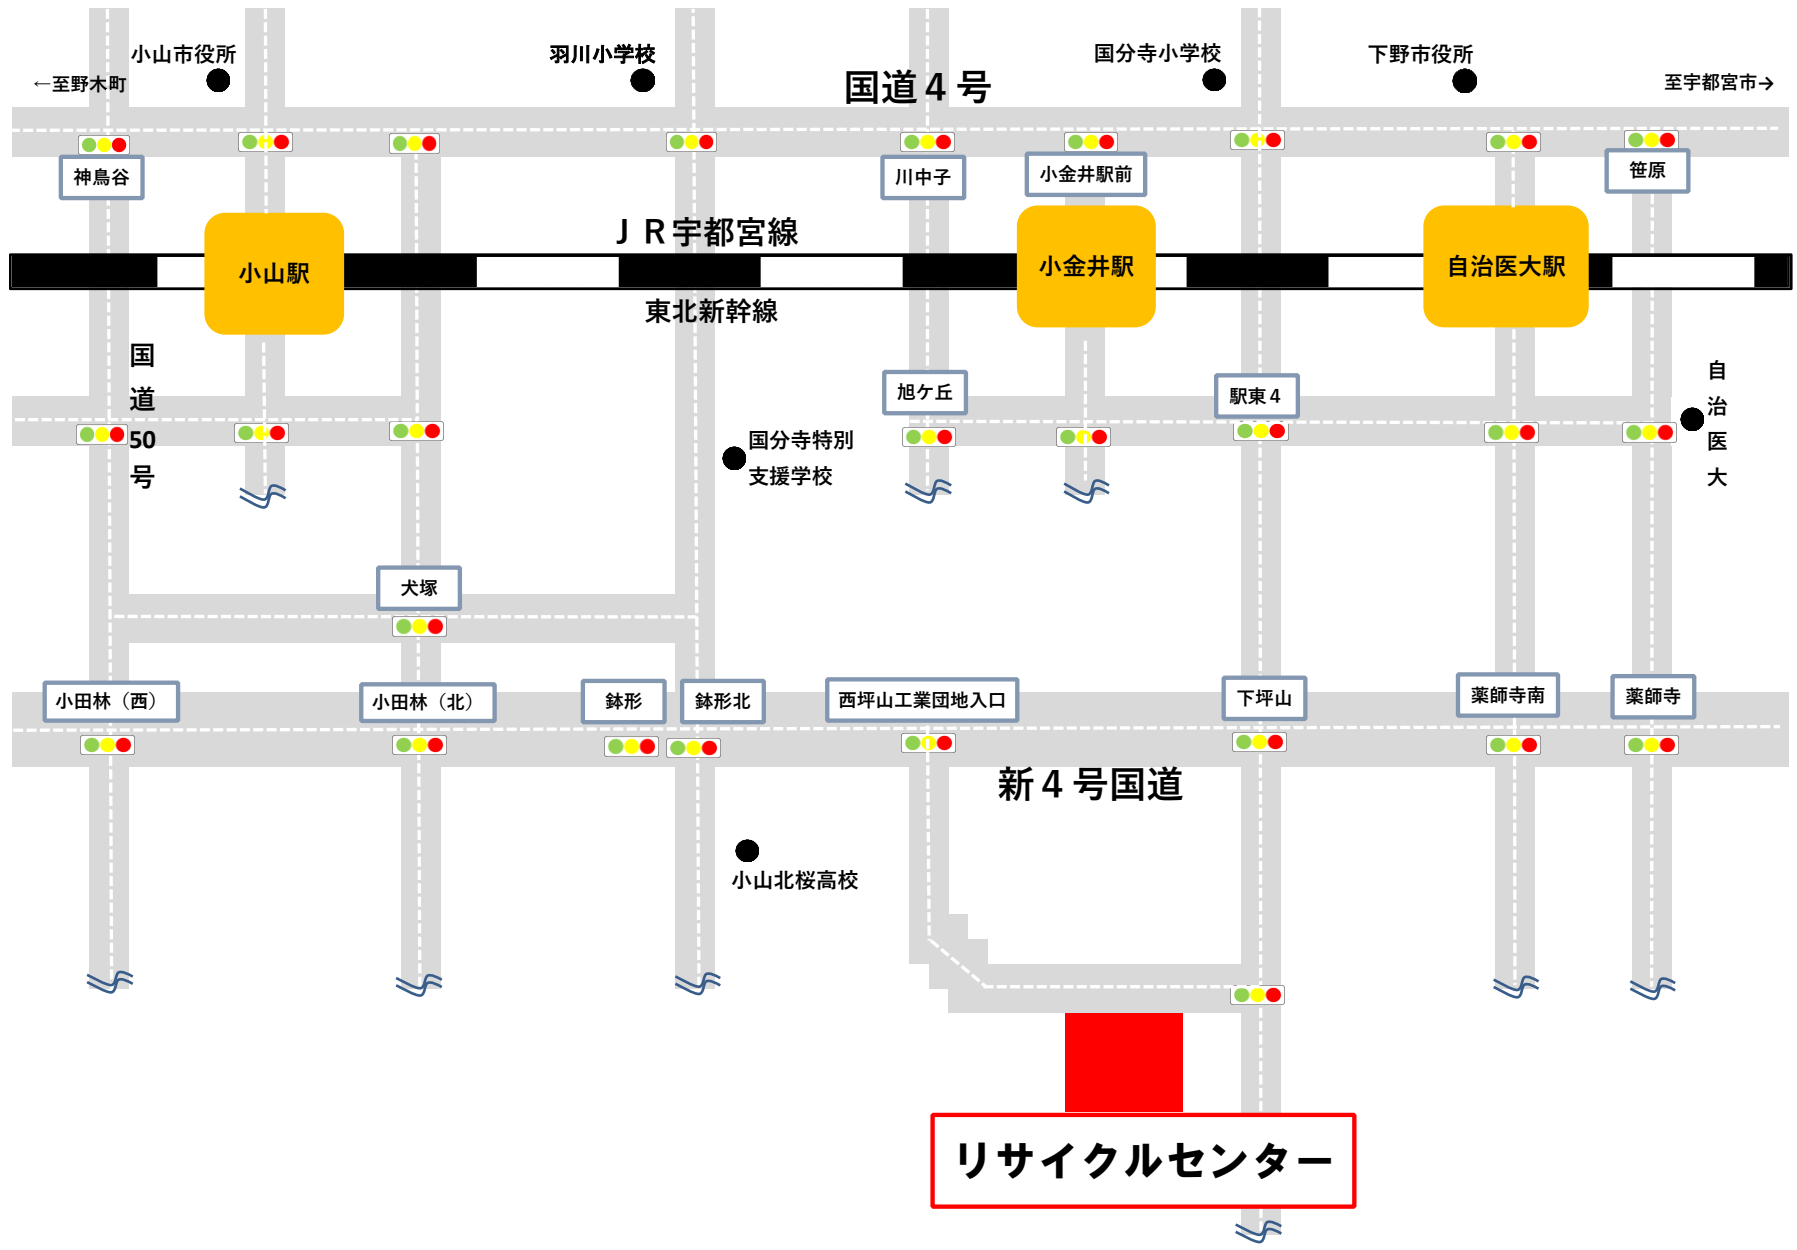 小山市役所
羽川小学校
国分寺小学校
下野市役所
←至野木町
国道4号
至宇都宮市→
神鳥谷
川中子
小金井駅前
笹原
JR宇都宮線
小山駅
小金井駅
自治医大駅
東北新幹線
国道50号
旭ケ丘
駅東4
自治医大
国分寺特別
支援学校
犬塚
小田林（西）
小田林（北）
鉢形
鉢形北
西坪山工業団地入口
下坪山
薬師寺南
薬師寺
新4号国道
小山北桜高校
リサイクルセンター